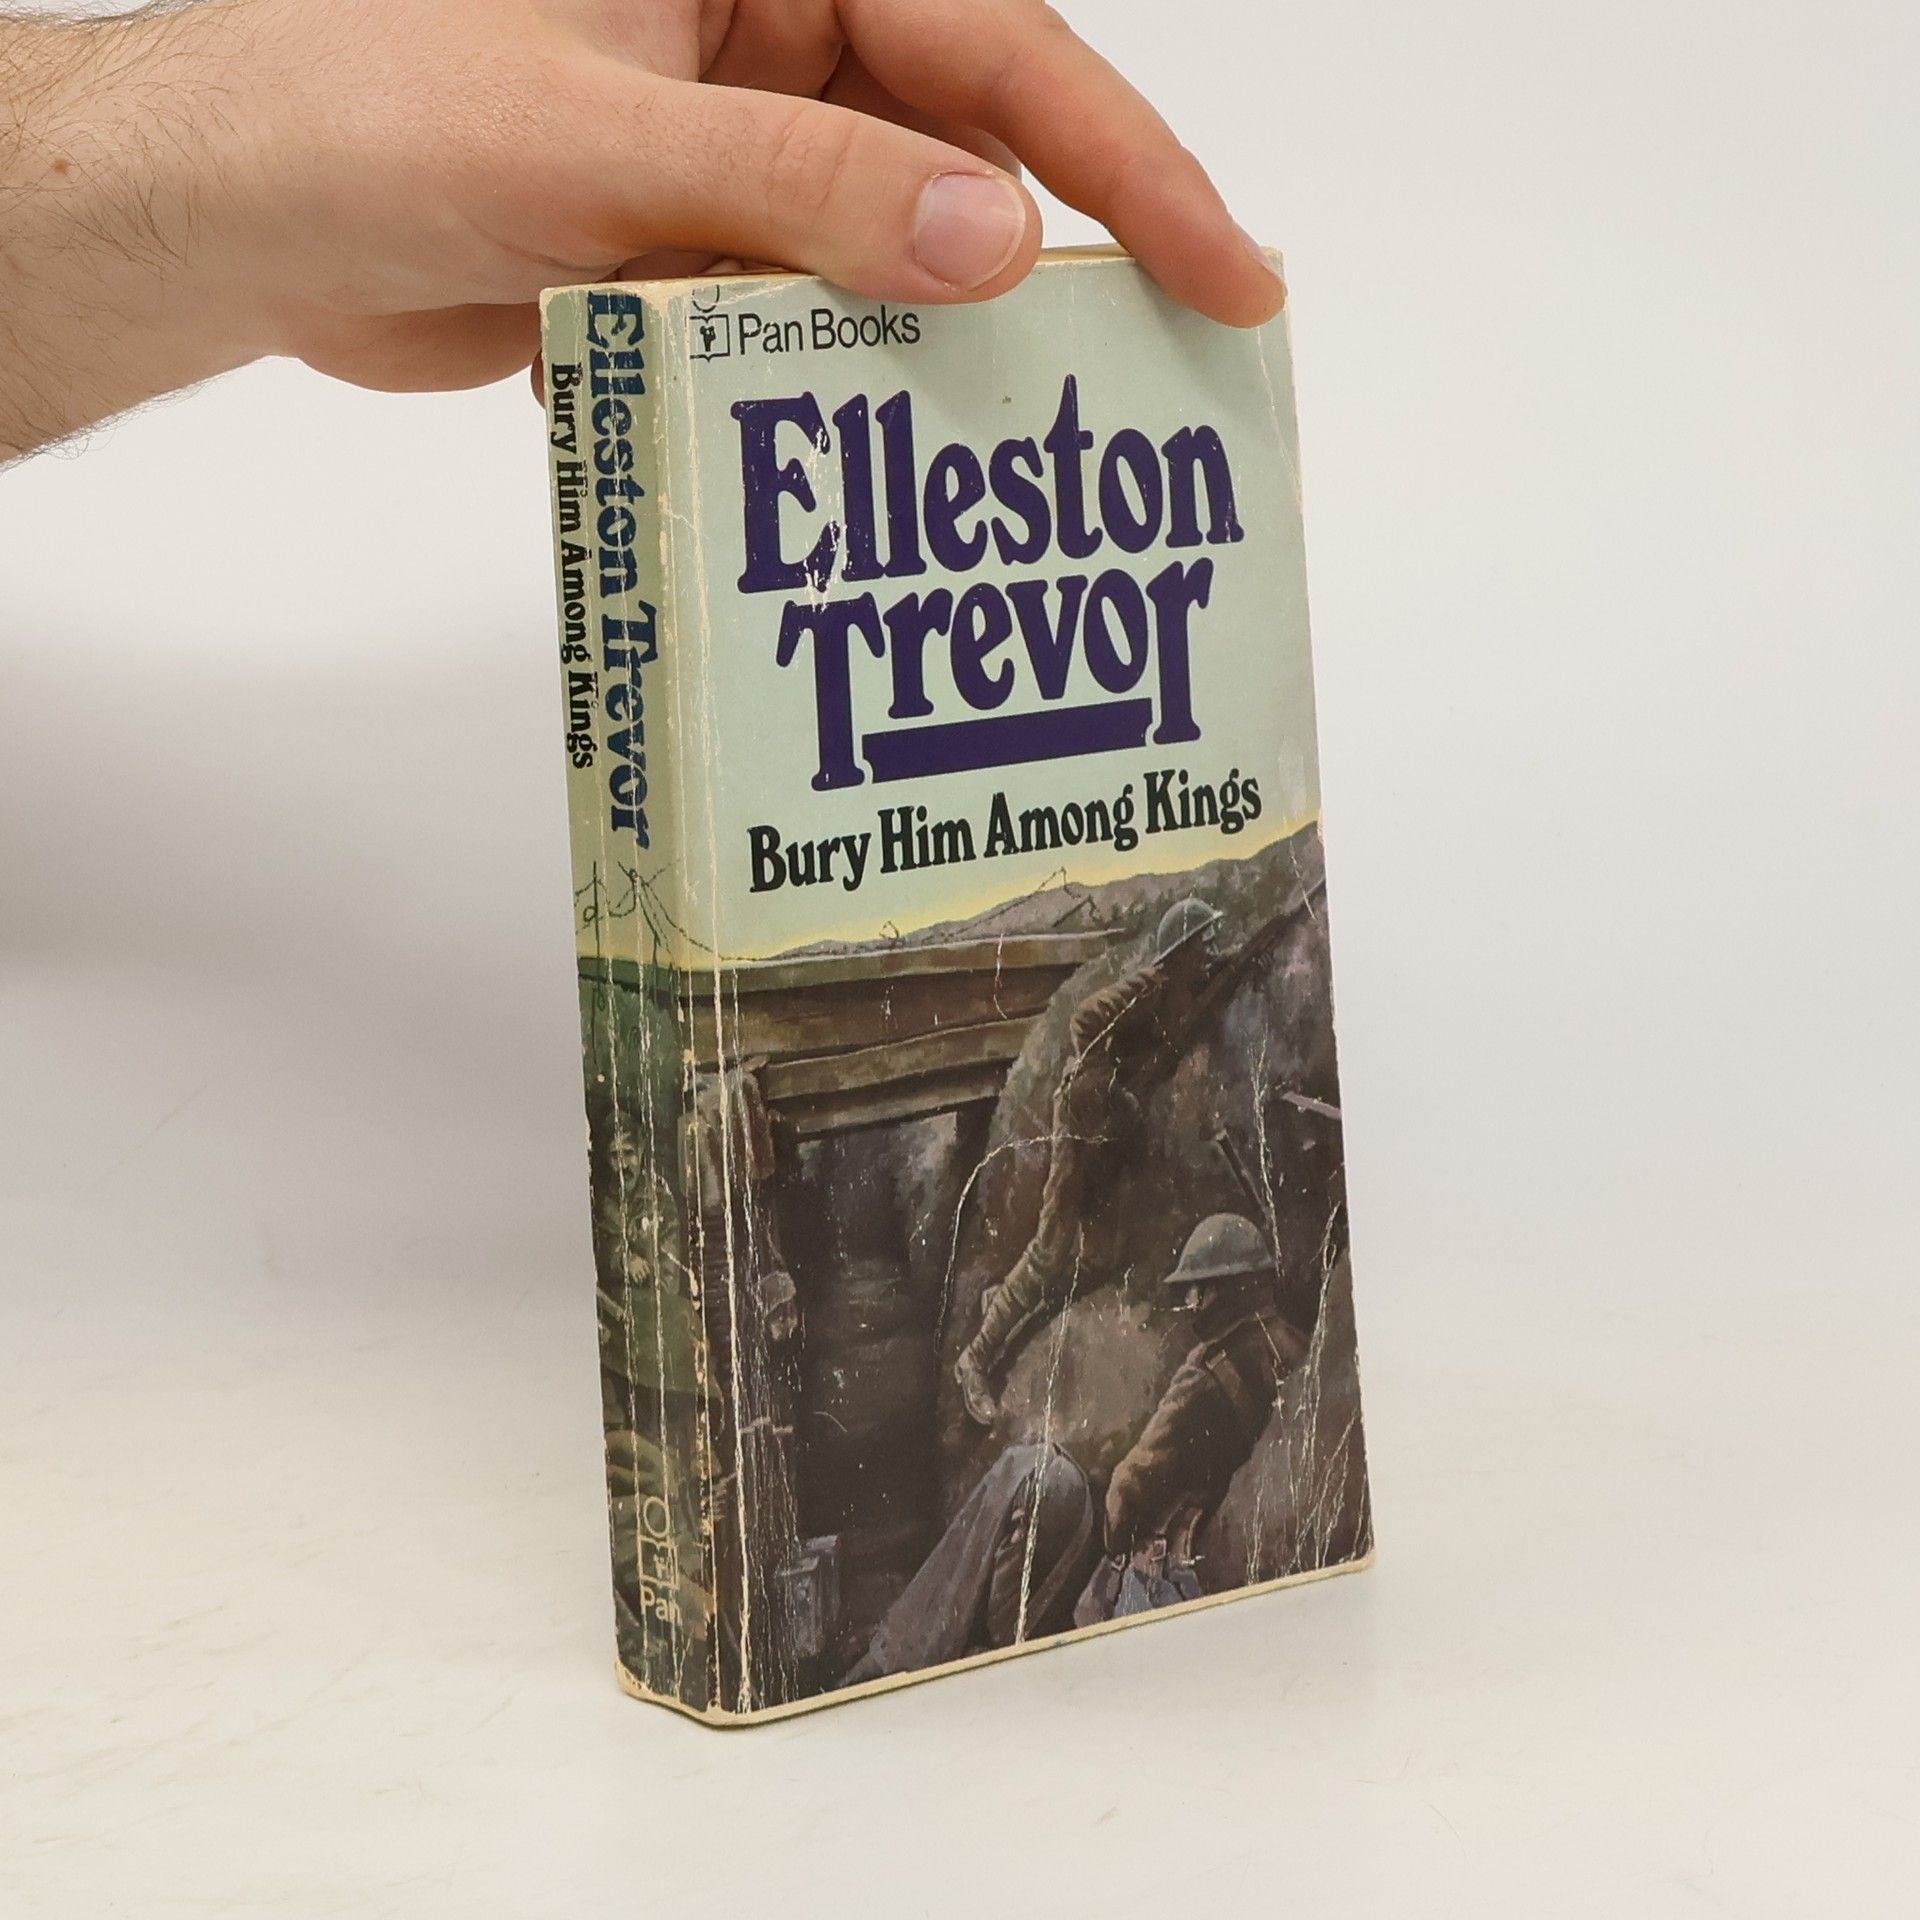 Pan Books
Elleston
Trevor
Bury Him Among Kings
Elleston Trevor
Bury Him Among Kings
Pan